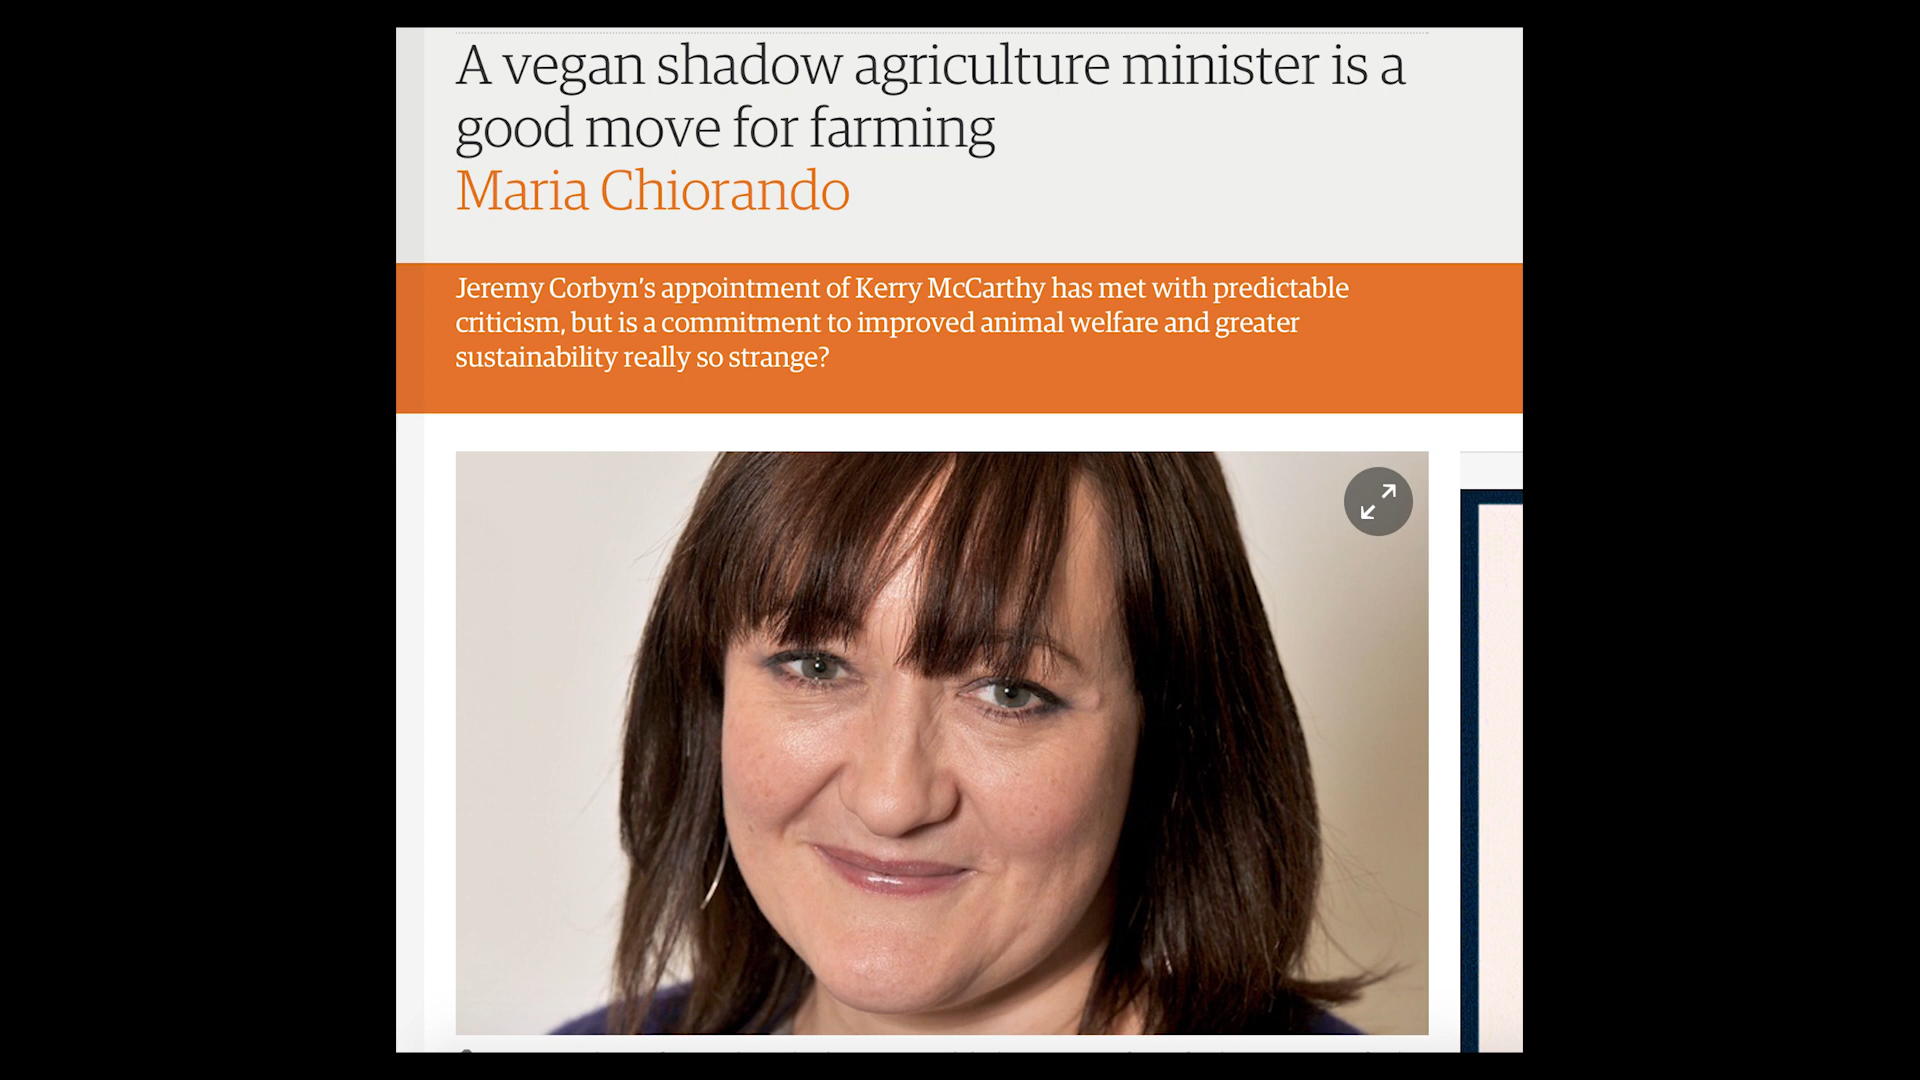 A vegan shadow agriculture minister is a
good move for farming
Maria Chiorando
Jeremy Corbyn’s appointment of Kerry McCarthy has met with predictable
criticism, but is a commitment to improved animal welfare and greater
sustainability really so strange?